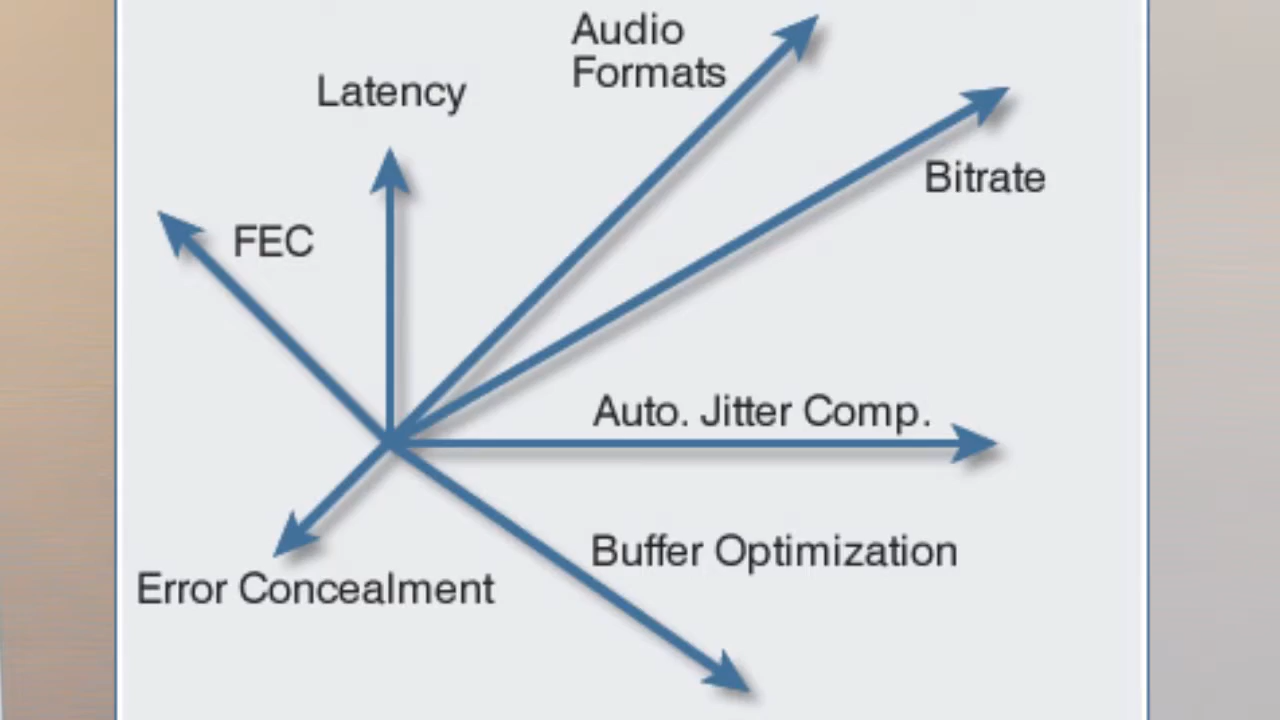 Audio
Formats
Latency
Bitrate
FEC
Auto. Jitter Comp.
Buffer Optimization
Error Concealment